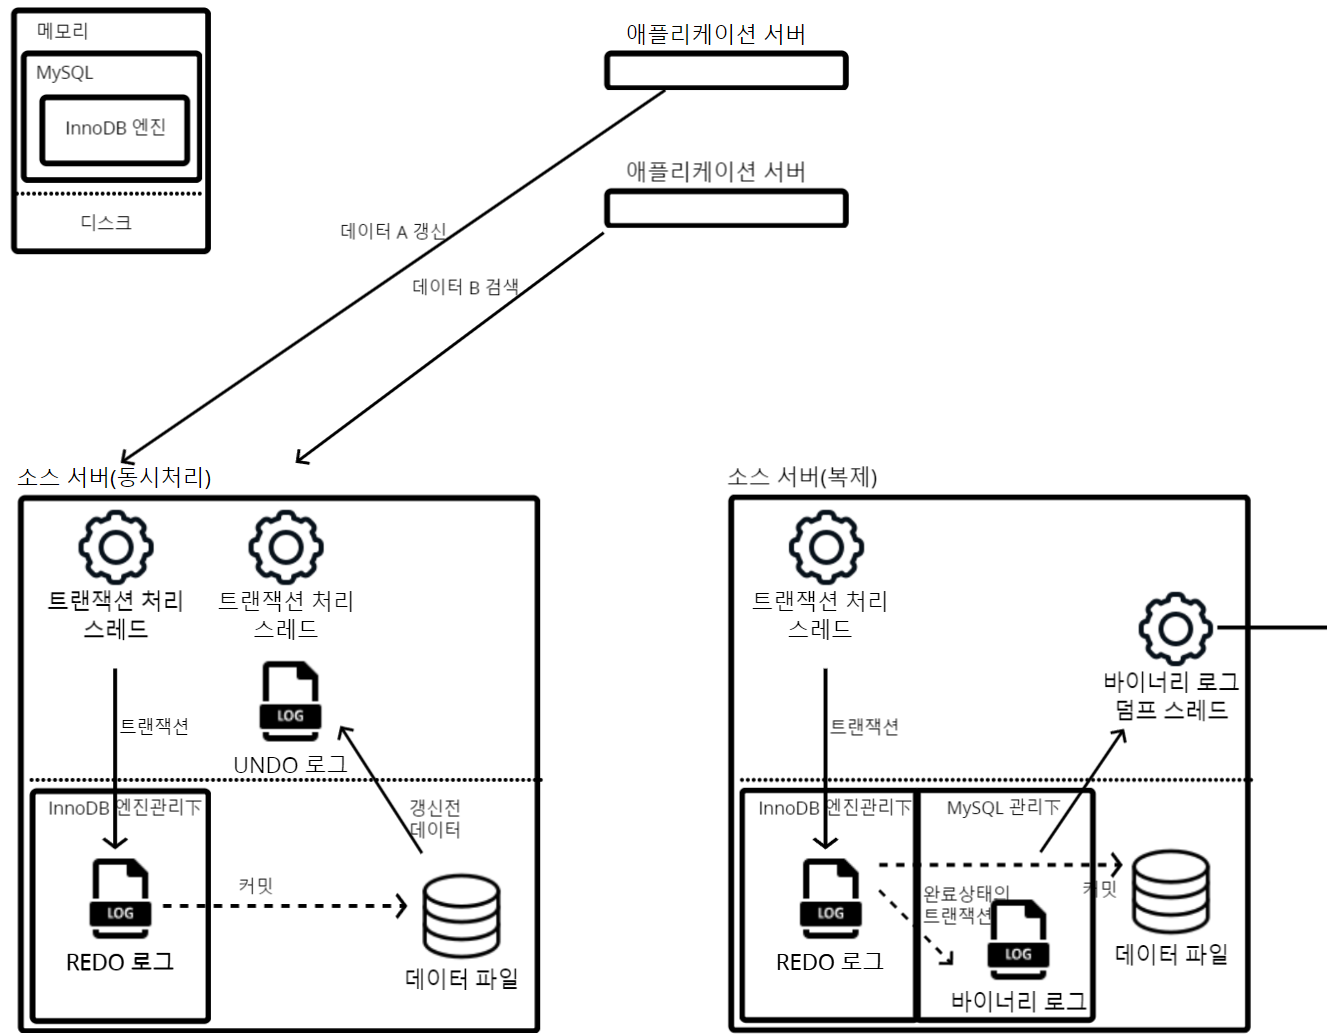 메모리
MySQL
InnoDB 엔진
디스크
애플리케이션 서버
애플리케이션 서버
데이터 A 갱신
데이터 B 검색
소스 서버(동시처리)
트랜잭션 처리
스레드
트랜잭션 처리
스레드
트랜잭션
LOG
UNDO 로그
InnoDB 엔진관리下
갱신전
데이터
LOG
REDO 로그
커밋
데이터 파일
소스 서버(복제)
트랜잭션 처리
스레드
바이너리 로그
덤프 스레드
트랜잭션
InnoDB 엔진관리下
MySQL 관리下
LOG
REDO 로그
완료상태의
트랜잭션
LOG
바이너리 로그
커밋
데이터 파일